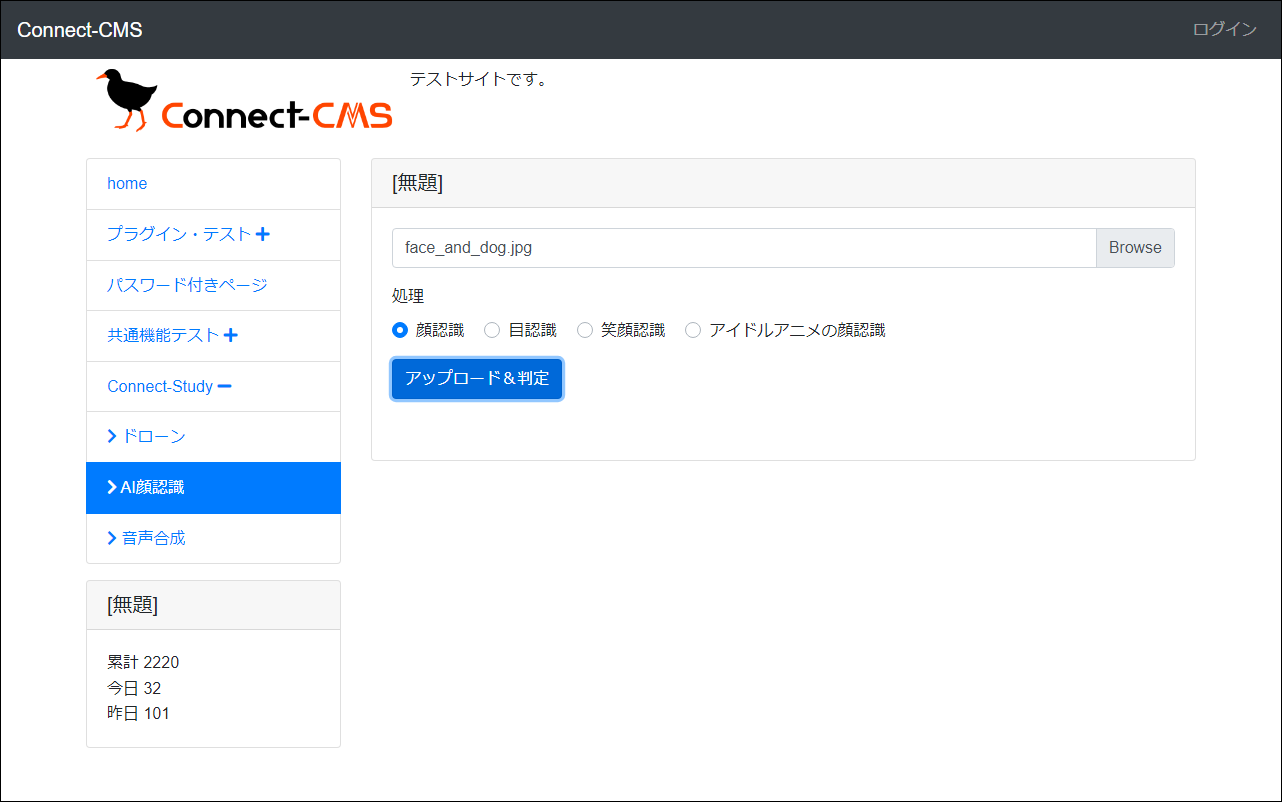 Connect-CMS
ログイン
Connect-CMS
テストサイトです。
home
プラグイン・テスト
パスワード付きページ
共通機能テスト
Connect-Study
ドローン
AI顔認識
音声合成
[無題]
累計 2220
今日 32
昨日 101
[無題]
face_and_dog.jpg Browse
処理
顔認識 目認識 笑顔認識 アイドルアニメの顔認識
アップロード＆判定